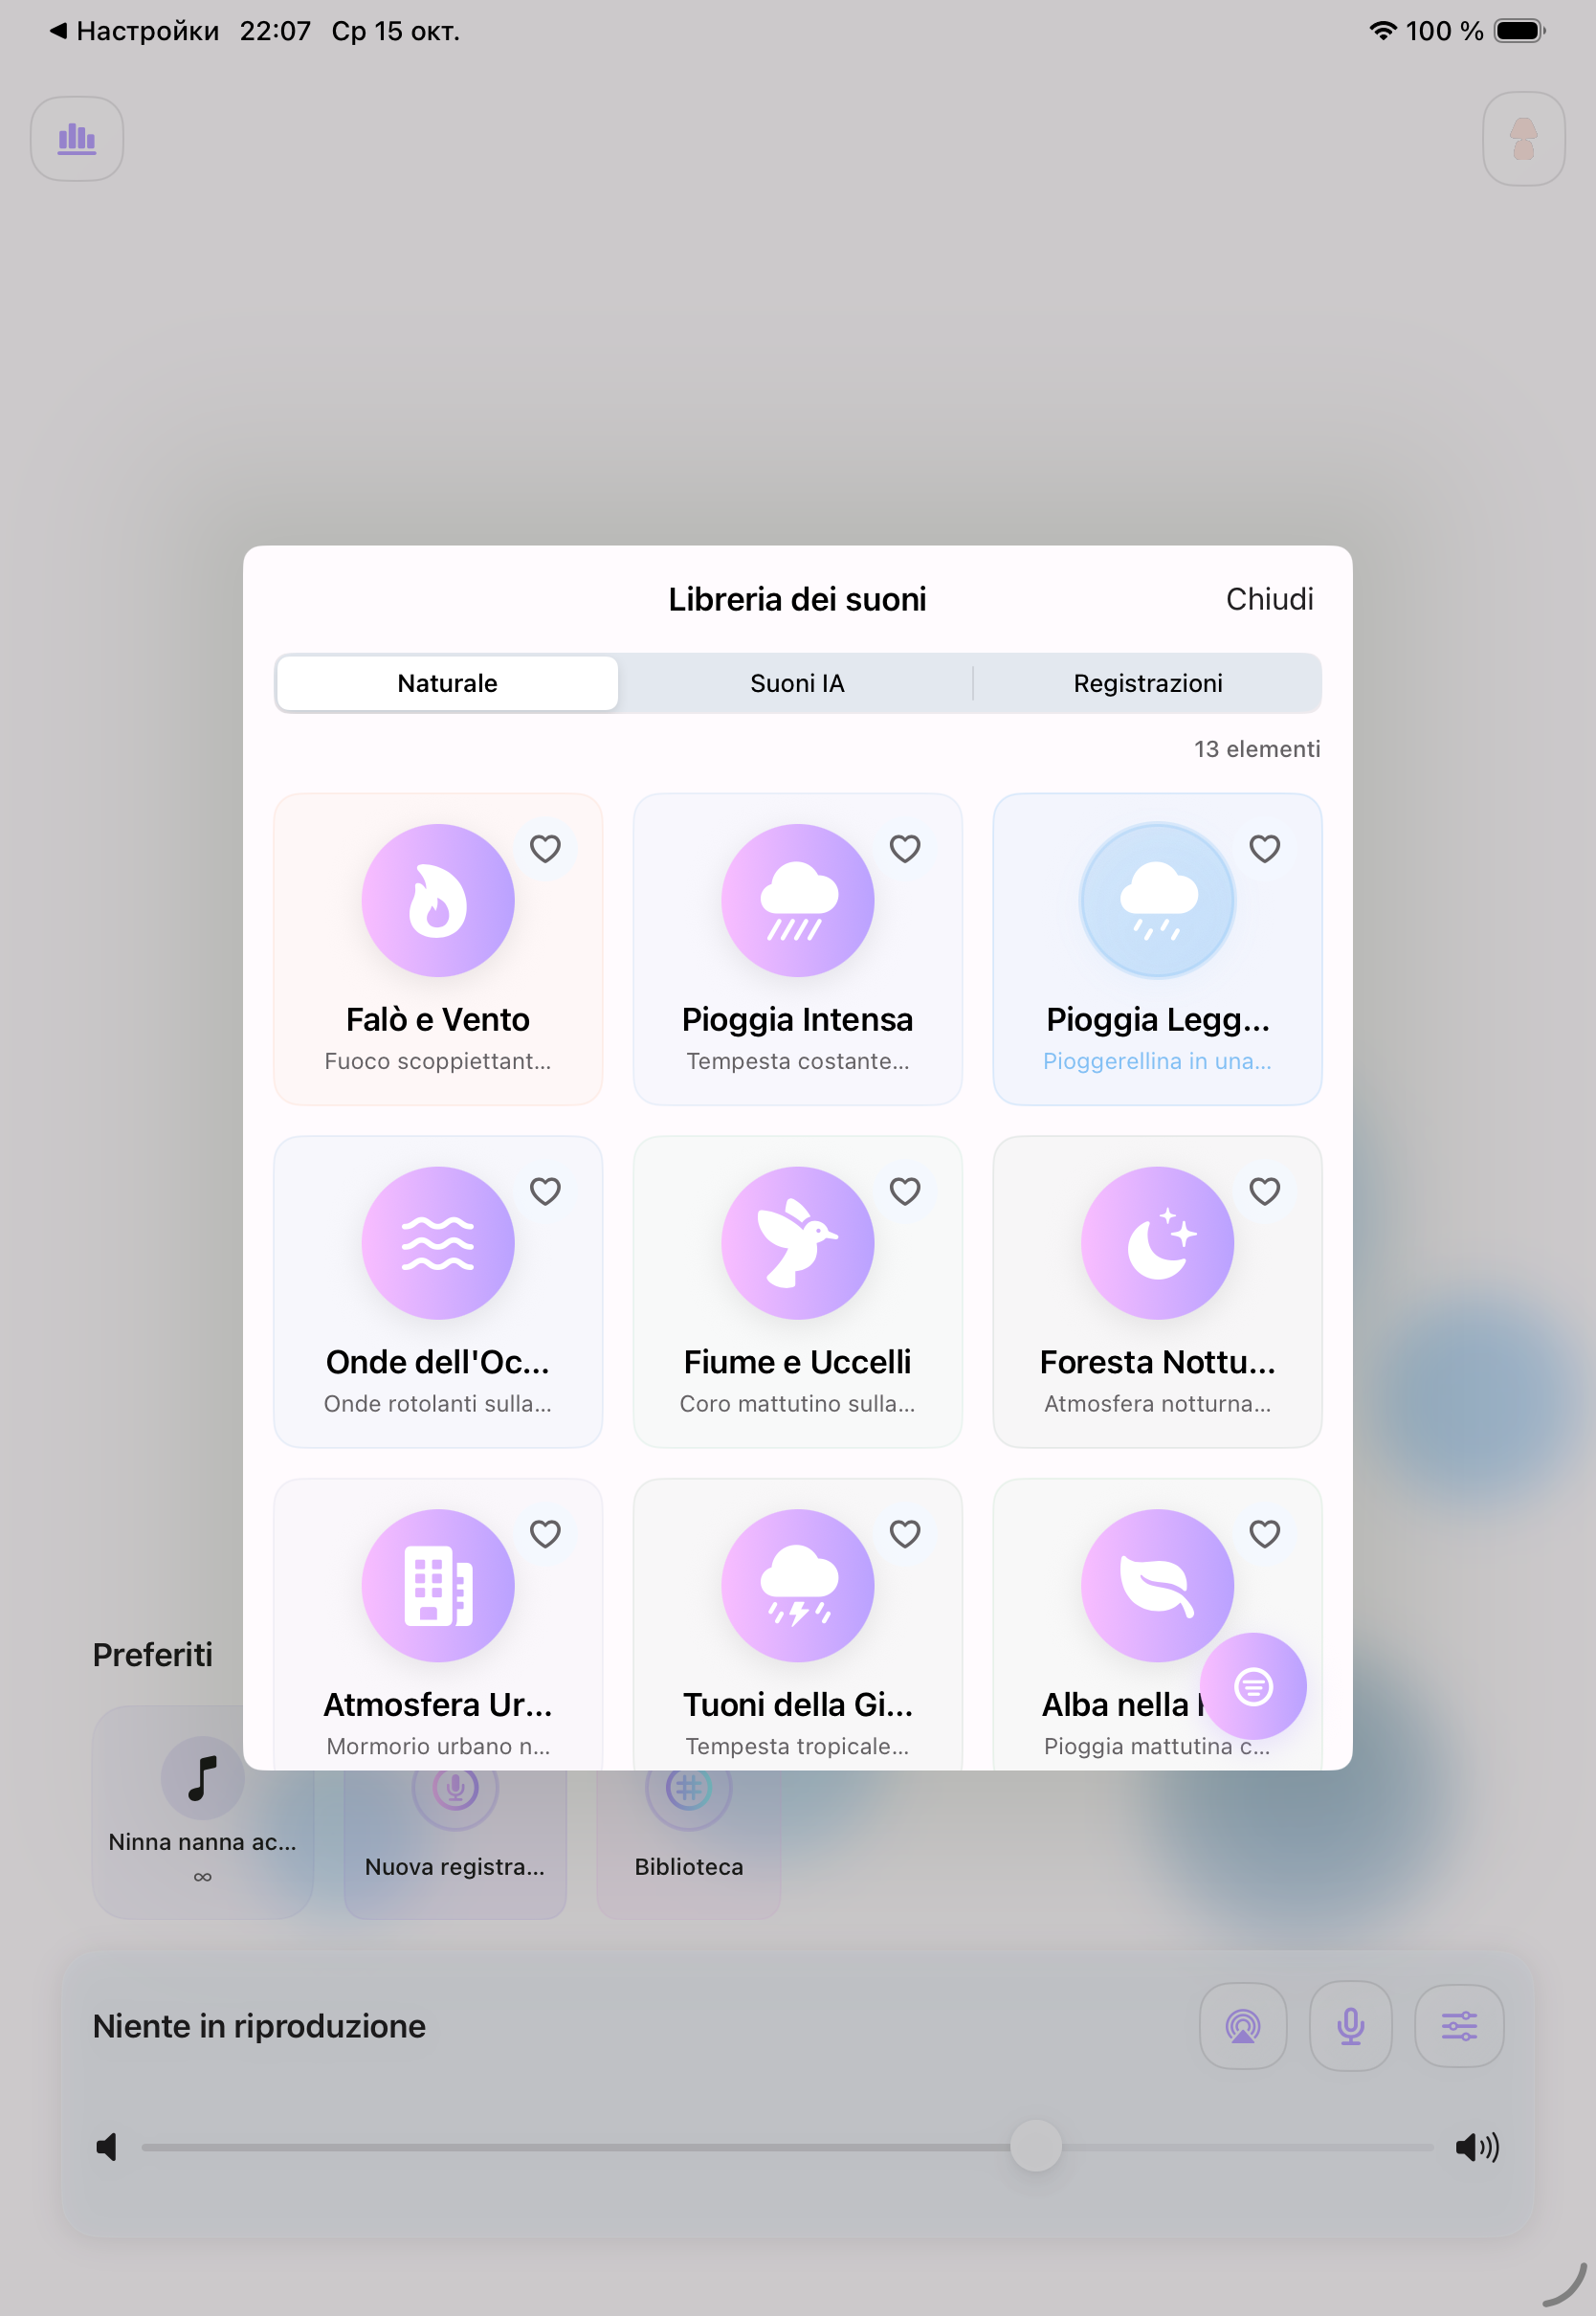 Настройки 22:07 Ср 15 окт. 100 %
Libreria dei suoni Chiudi
Naturale Suoni IA Registrazioni
13 elementi
Falò e Vento Pioggia Intensa Pioggia Legg...
Fuoco scoppiettant... Tempesta costante... Pioggerellina in una...
Onde dell'Oc... Fiume e Uccelli Foresta Nottu...
Onde rotolanti sulla... Coro mattutino sulla... Atmosfera notturna...
Atmosfera Ur... Tuoni della Gi... Alba nella
Mormorio urbano n... Tempesta tropicale... Pioggia mattutina c...
Preferiti
Ninna nanna ac... Nuova registra... Biblioteca
∞
Niente in riproduzione